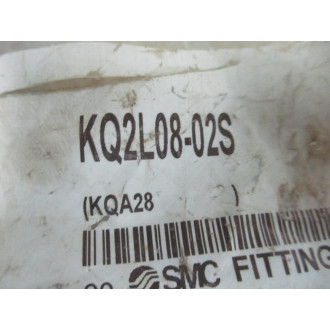 KQ2L08-02S
(KQA28 )
SMC FITTING